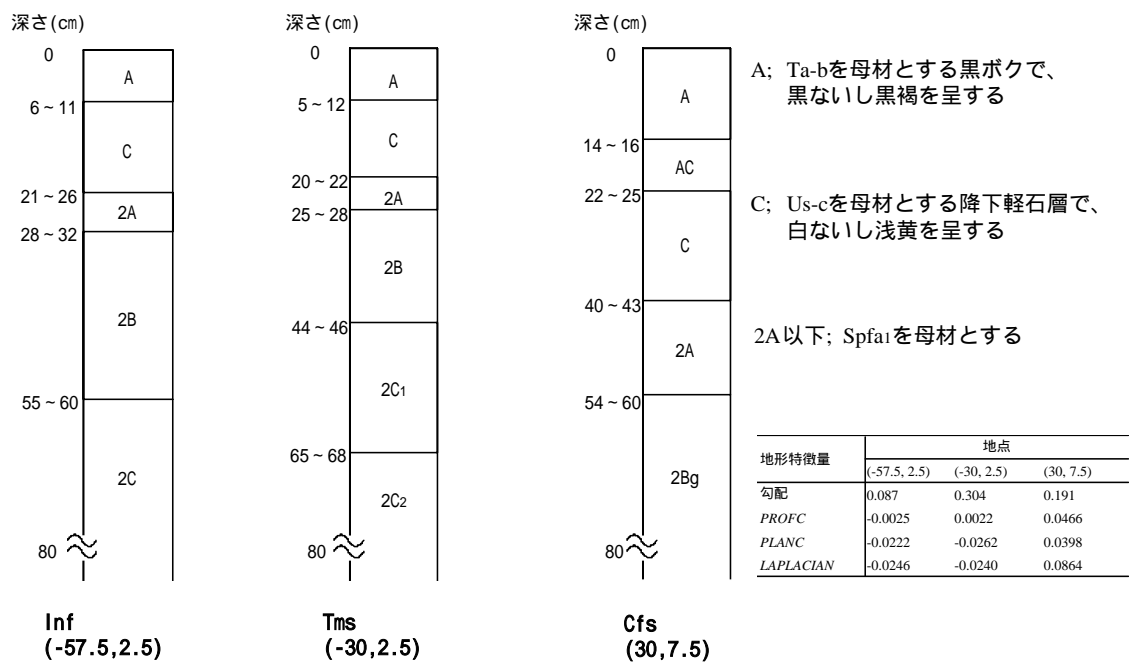 深さ(㎝)
0
A
6～11
C
21～26
2A
28～32
2B
55～60
2C
80
Inf
(-57.5,2.5)
深さ(㎝)
0
A
5～12
C
20～22
2A
25～28
2B
44～46
2C1
65～68
2C2
80
Tms
(-30,2.5)
深さ(㎝)
0
A
14～16
AC
22～25
C
40～43
2A
54～60
2Bg
80
Cfs
(30,7.5)
A; Ta-bを母材とする黒ボクで、
黒ないし黒褐を呈する
C; Us-cを母材とする降下軽石層で、
白ないし浅黄を呈する
2A以下; Spfa1を母材とする
地形特徴量 地点
(-57.5, 2.5) (-30, 2.5) (30, 7.5)
勾配 0.087 0.304 0.191
PROFC -0.0025 0.0022 0.0466
PLANC -0.0222 -0.0262 0.0398
LAPLACIAN -0.0246 -0.0240 0.0864